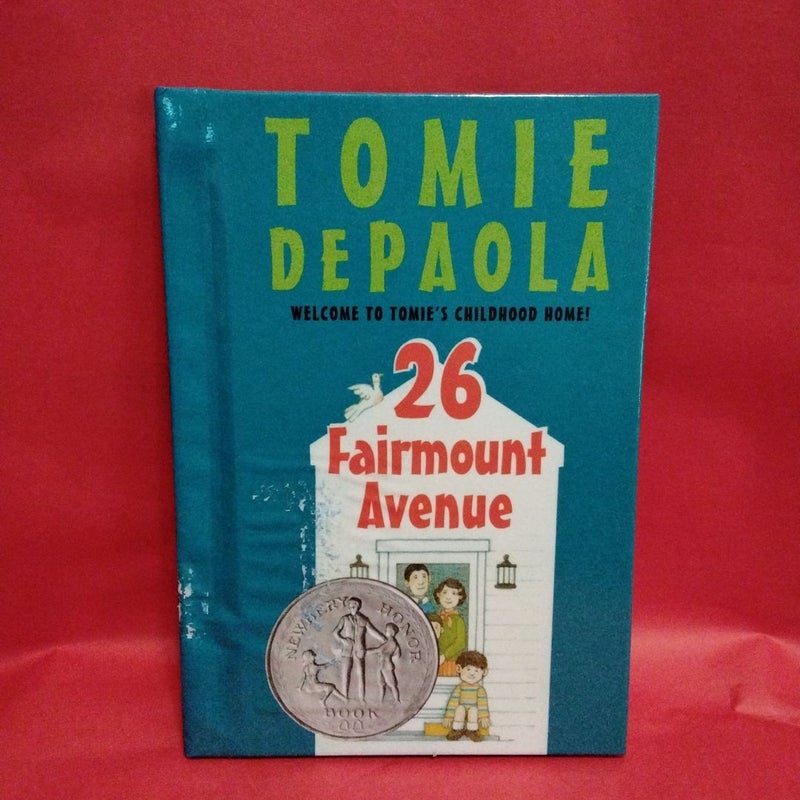 TOMIE
DEPAOLA
WELCOME TO TOMIE'S CHILDHOOD HOME!
26
Fairmount
Avenue
NEWBERY HONOR
BOOK